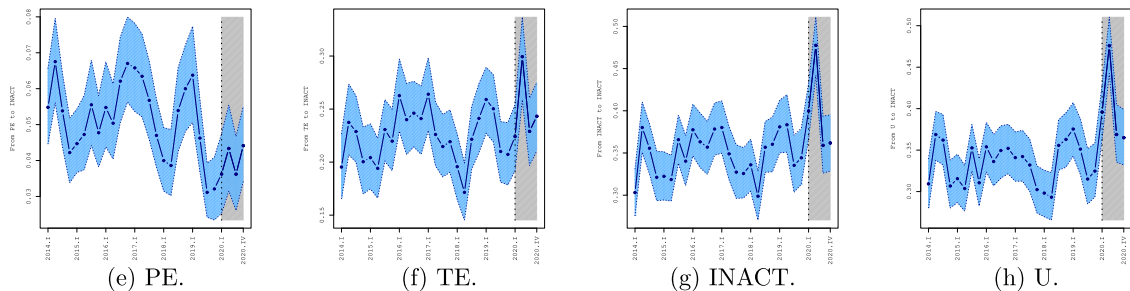 From PE to INACT
0.03 0.04 0.05 0.06 0.07 0.08
2014.I 2015.I 2016.I 2017.I 2018.I 2019.I 2020.I 2020.IV
(e) PE.
From TE to INACT
0.15 0.20 0.25 0.30
2014.I 2015.I 2016.I 2017.I 2018.I 2019.I 2020.I 2020.IV
(f) TE.
From INACT to INACT
0.30 0.35 0.40 0.45 0.50
2014.I 2015.I 2016.I 2017.I 2018.I 2019.I 2020.I 2020.IV
(g) INACT.
From U to INACT
0.30 0.35 0.40 0.45 0.50
2014.I 2015.I 2016.I 2017.I 2018.I 2019.I 2020.I 2020.IV
(h) U.